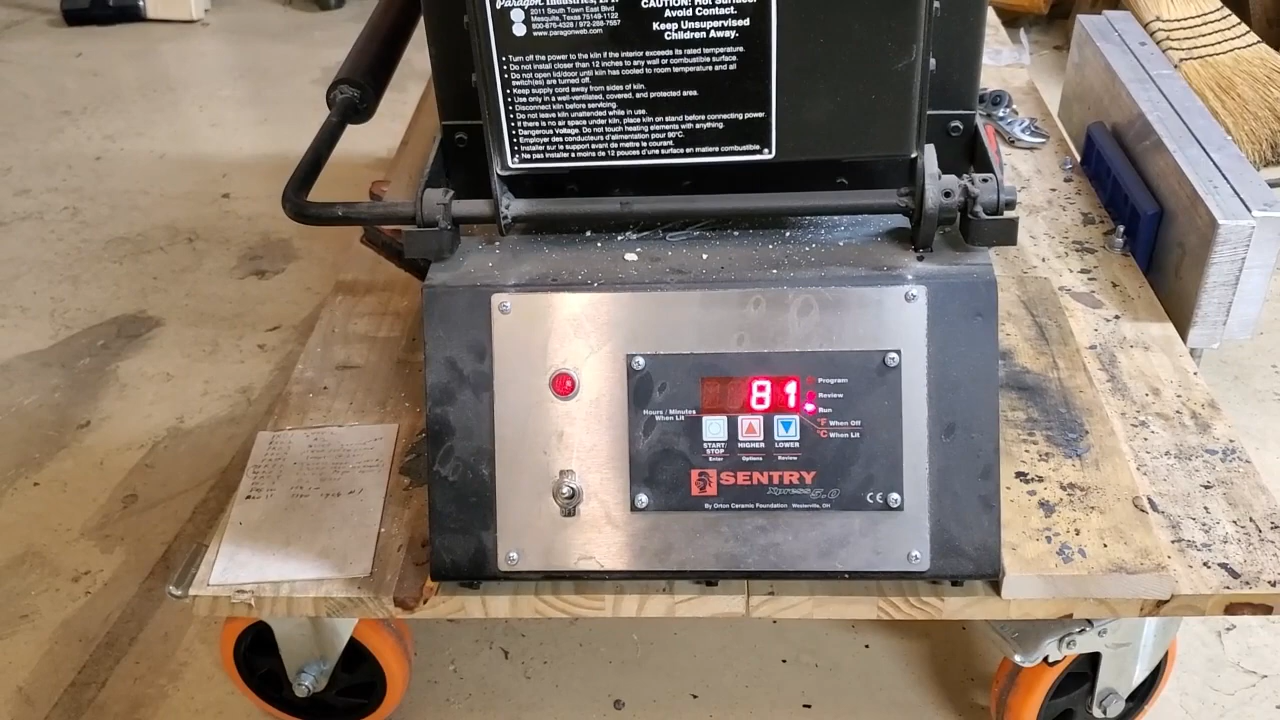 Paragon Industries, L.P.
2011 South Town East Blvd
Mesquite, Texas 75149-1122
800-876-4328 / 972-288-7557
www.paragonweb.com
CAUTION: Hot Surface.
Avoid Contact.
Keep Unsupervised
Children Away.
• Turn off the power to the kiln if the interior exceeds its rated temperature.
• Do not install closer than 12 inches to any wall or combustible surface.
• Do not open lid/door until kiln has cooled to room temperature and all
switch(es) are turned off.
• Keep supply cord away from sides of kiln.
• Use only in a well-ventilated, covered, and protected area.
• Disconnect kiln before servicing.
• Do not leave kiln unattended while in use.
• If there is no air space under kiln, place kiln on stand before connecting power.
• Dangerous Voltage. Do not touch heating elements with anything.
• Employer des conducteurs d'alimentation pour 90°C.
• Installer sur le support avant de mettre le courant.
• Ne pas installer a moins de 12 pouces d'une surface en matiere combustible.
81
Program
Review
Run
Hours / Minutes
When Lit
°F When Off
°C When Lit
START/
STOP
HIGHER
LOWER
Enter
Options
Review
SENTRY
Xpress 5.0
By Orton Ceramic Foundation Westerville, OH
CE
OFF